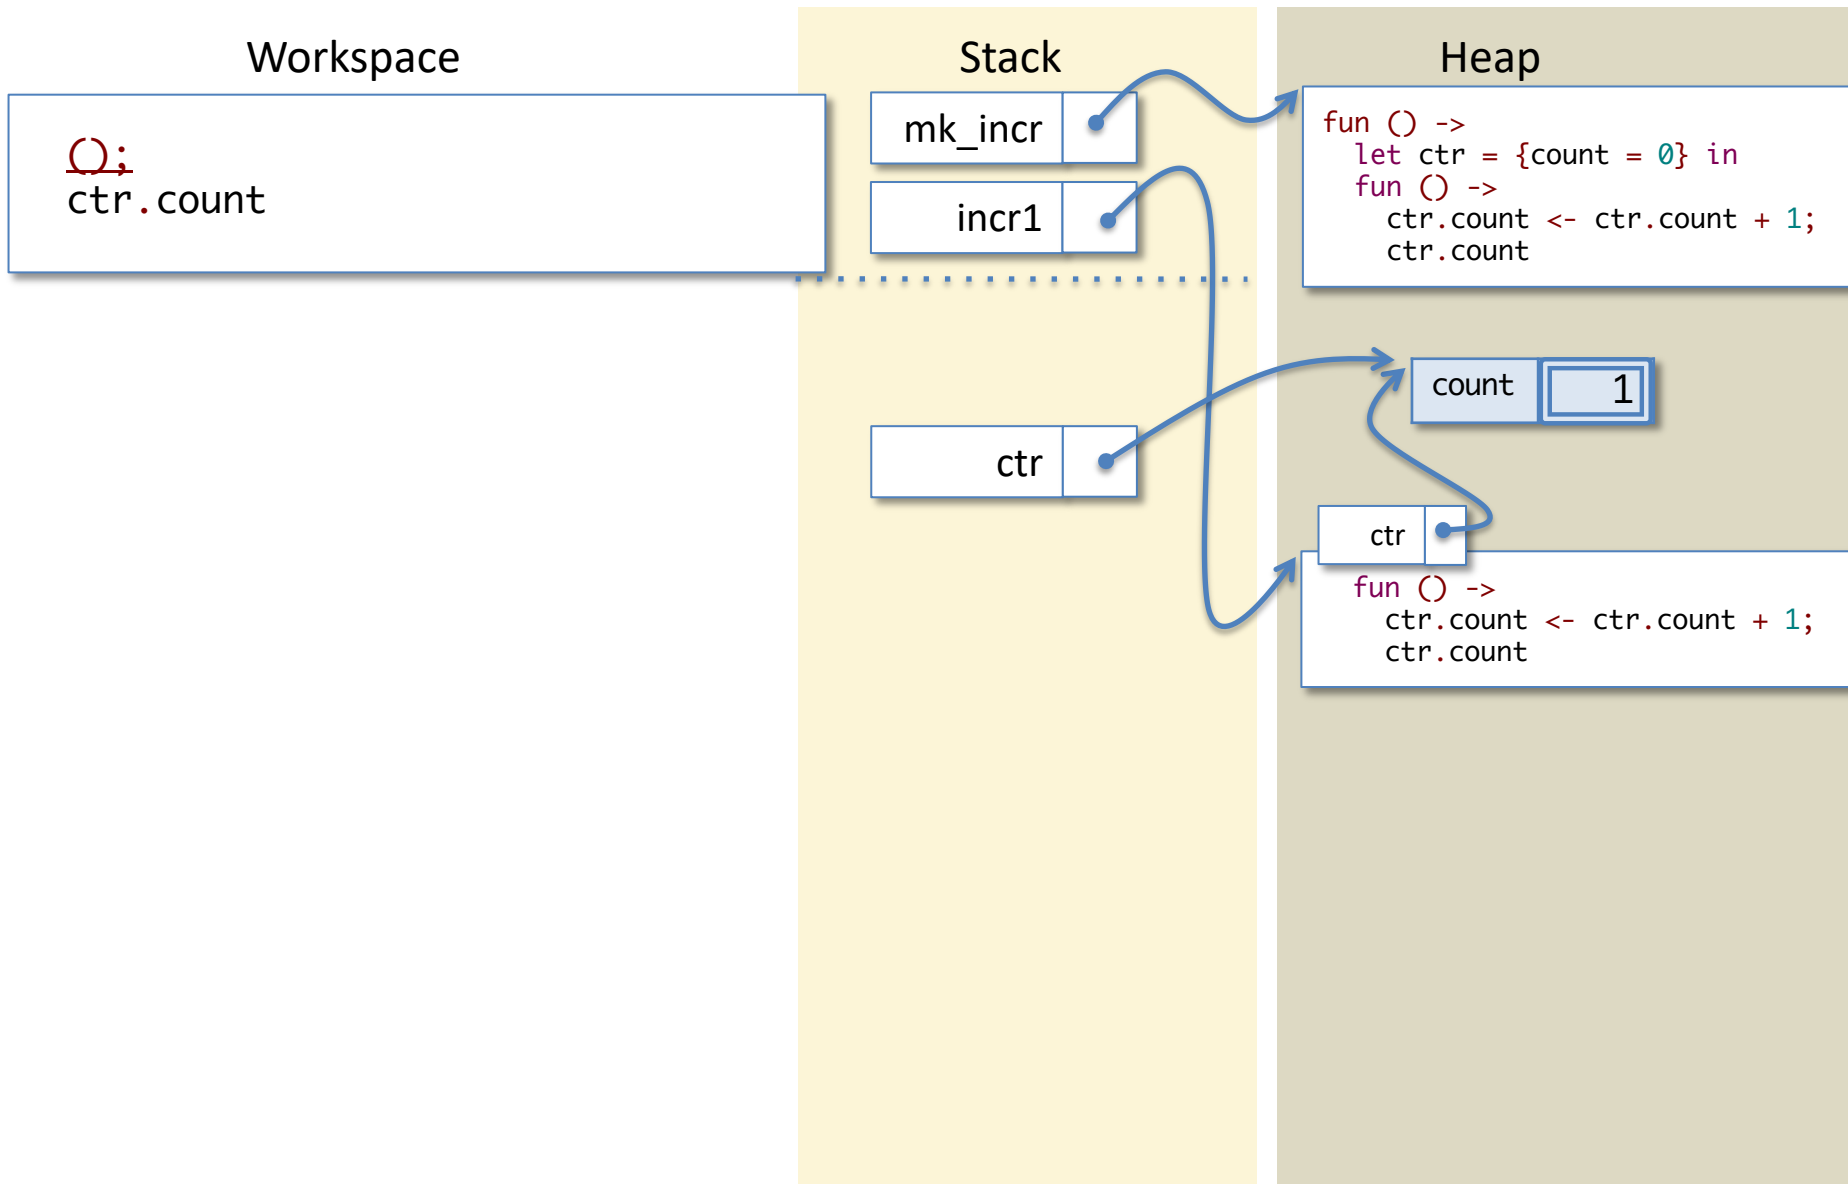 Workspace
();
ctr.count
Stack
mk_incr
incr1
ctr
Heap
fun () ->
let ctr = {count = 0} in
fun () ->
ctr.count <- ctr.count + 1;
ctr.count
count 1
ctr
fun () ->
ctr.count <- ctr.count + 1;
ctr.count